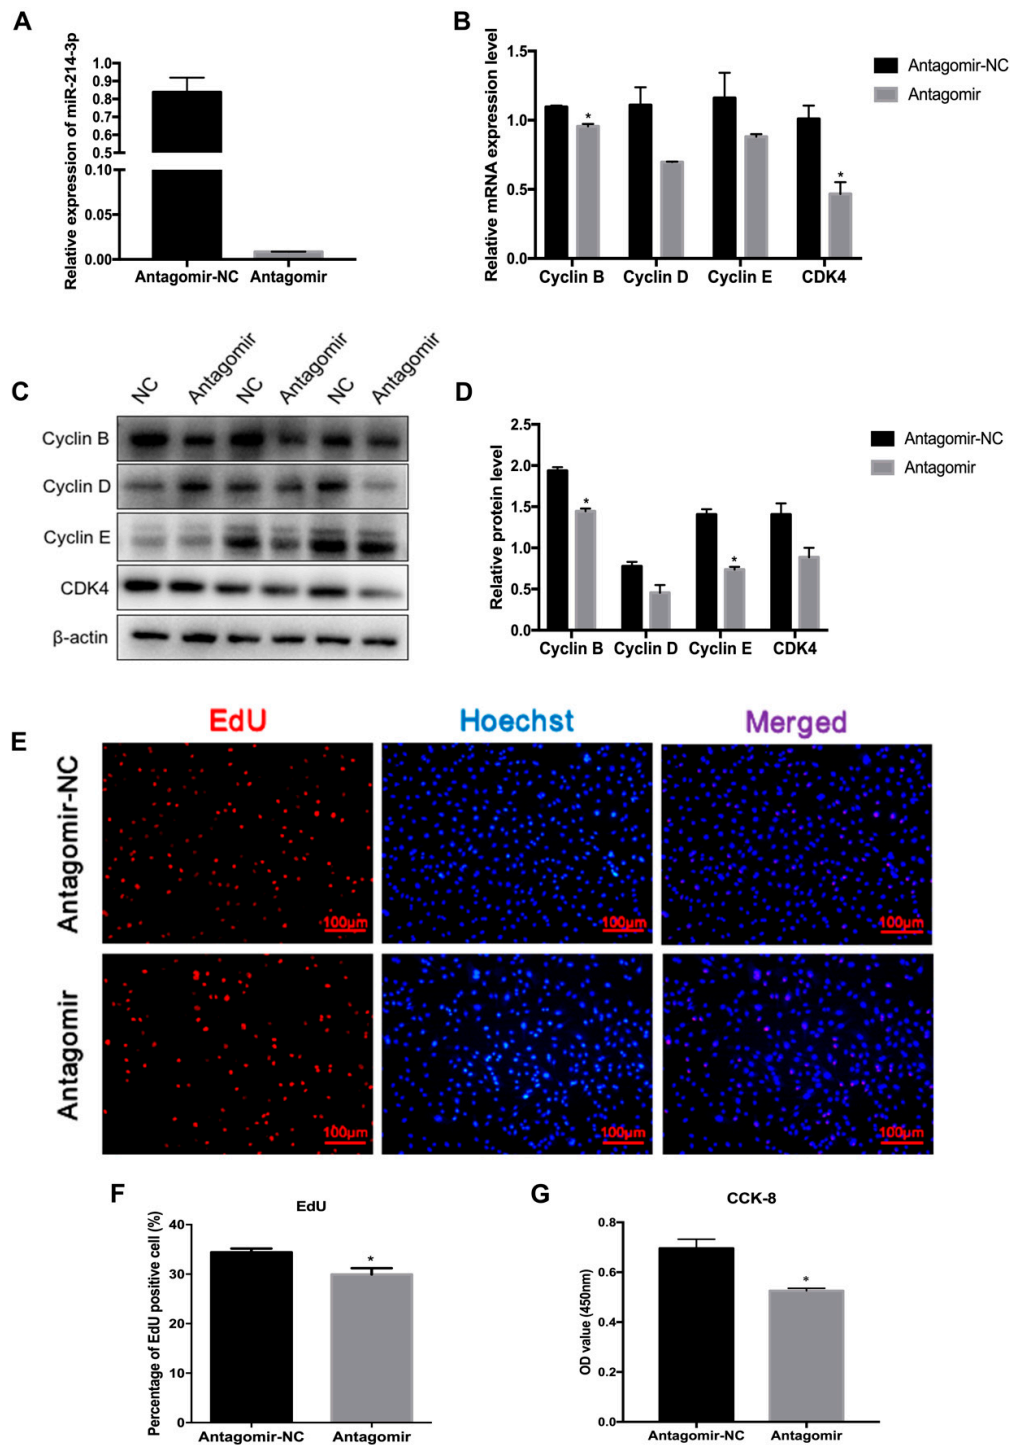 A
Relative expression of miR-214-3p
1.0
0.9
0.8
0.7
0.6
0.5
0.10
0.05
0.00
Antagomir-NC Antagomir
B
Relative mRNA expression level
1.5
1.0
0.5
0.0
* *
Cyclin B Cyclin D Cyclin E CDK4
Antagomir-NC
Antagomir
C
NC Antagomir NC Antagomir NC Antagomir
Cyclin B
Cyclin D
Cyclin E
CDK4
β-actin
D
Relative protein level
2.5
2.0
1.5
1.0
0.5
0.0
* *
Cyclin B Cyclin D Cyclin E CDK4
Antagomir-NC
Antagomir
E
EdU Hoechst Merged
Antagomir-NC
100μm 100μm 100μm
Antagomir
100μm 100μm 100μm
F
EdU
Percentage of EdU positive cell (%)
40
30
20
10
0
*
Antagomir-NC Antagomir
G
CCK-8
OD value (450nm)
0.8
0.6
0.4
0.2
0.0
*
Antagomir-NC Antagomir